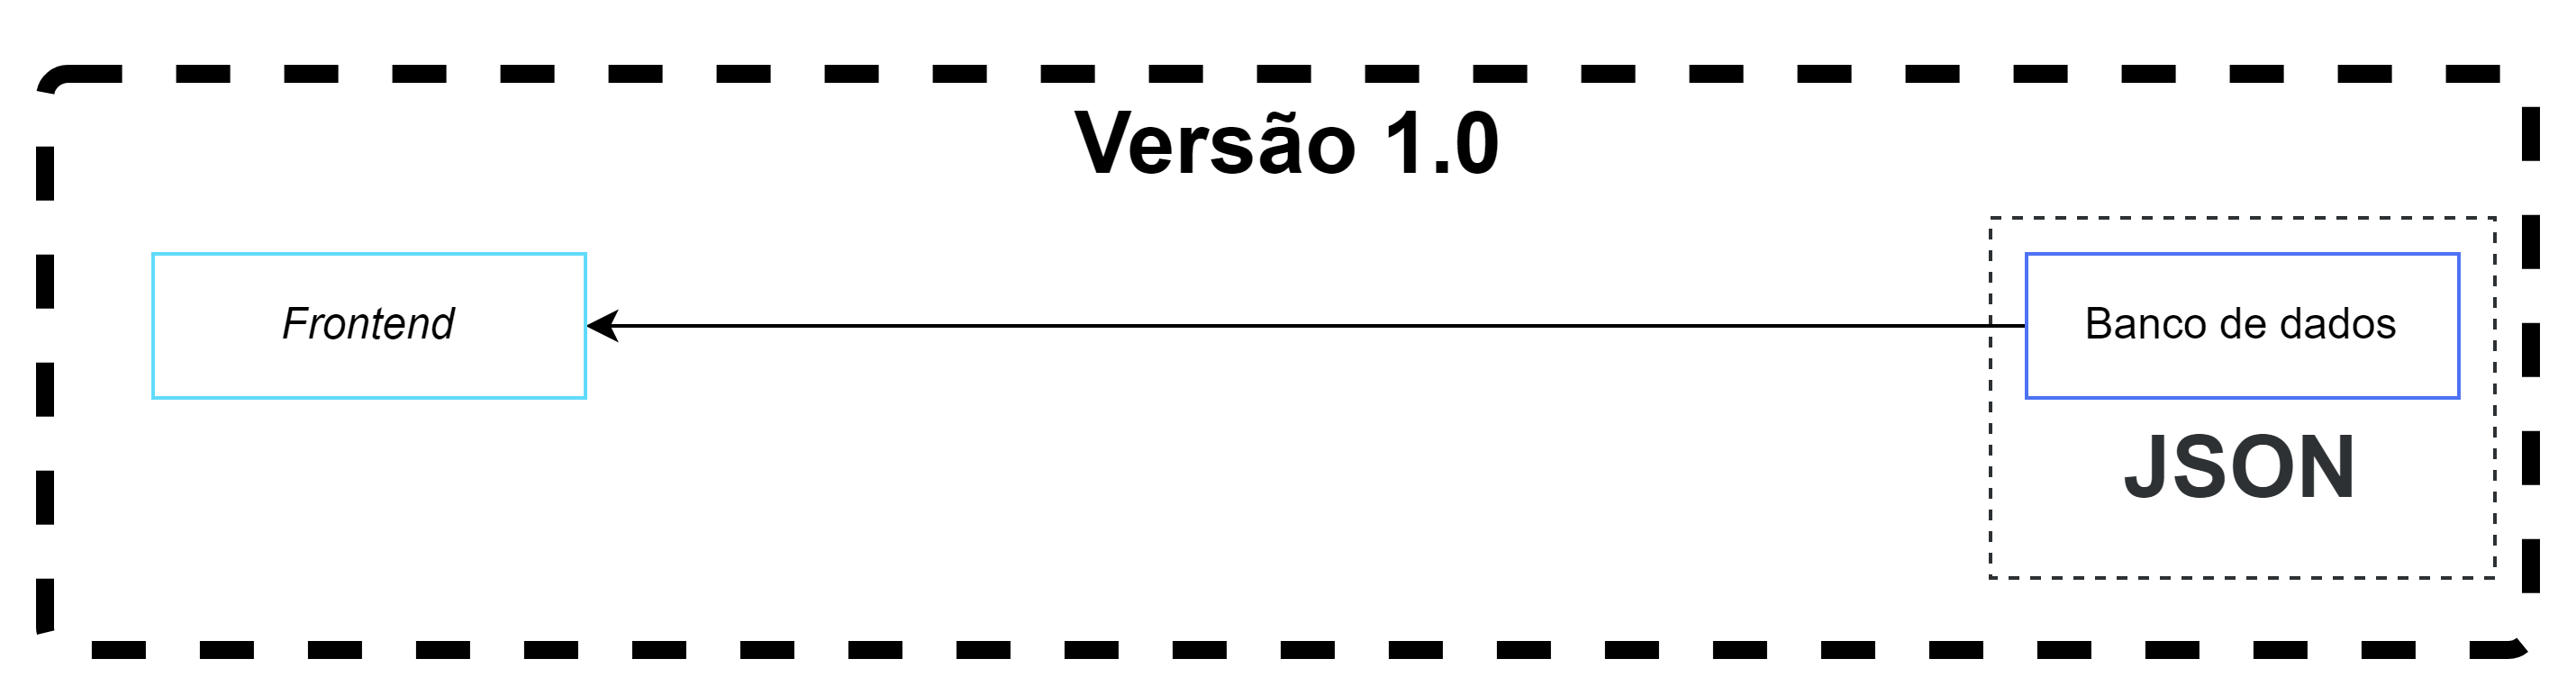 Versão 1.0
Frontend
Banco de dados
JSON